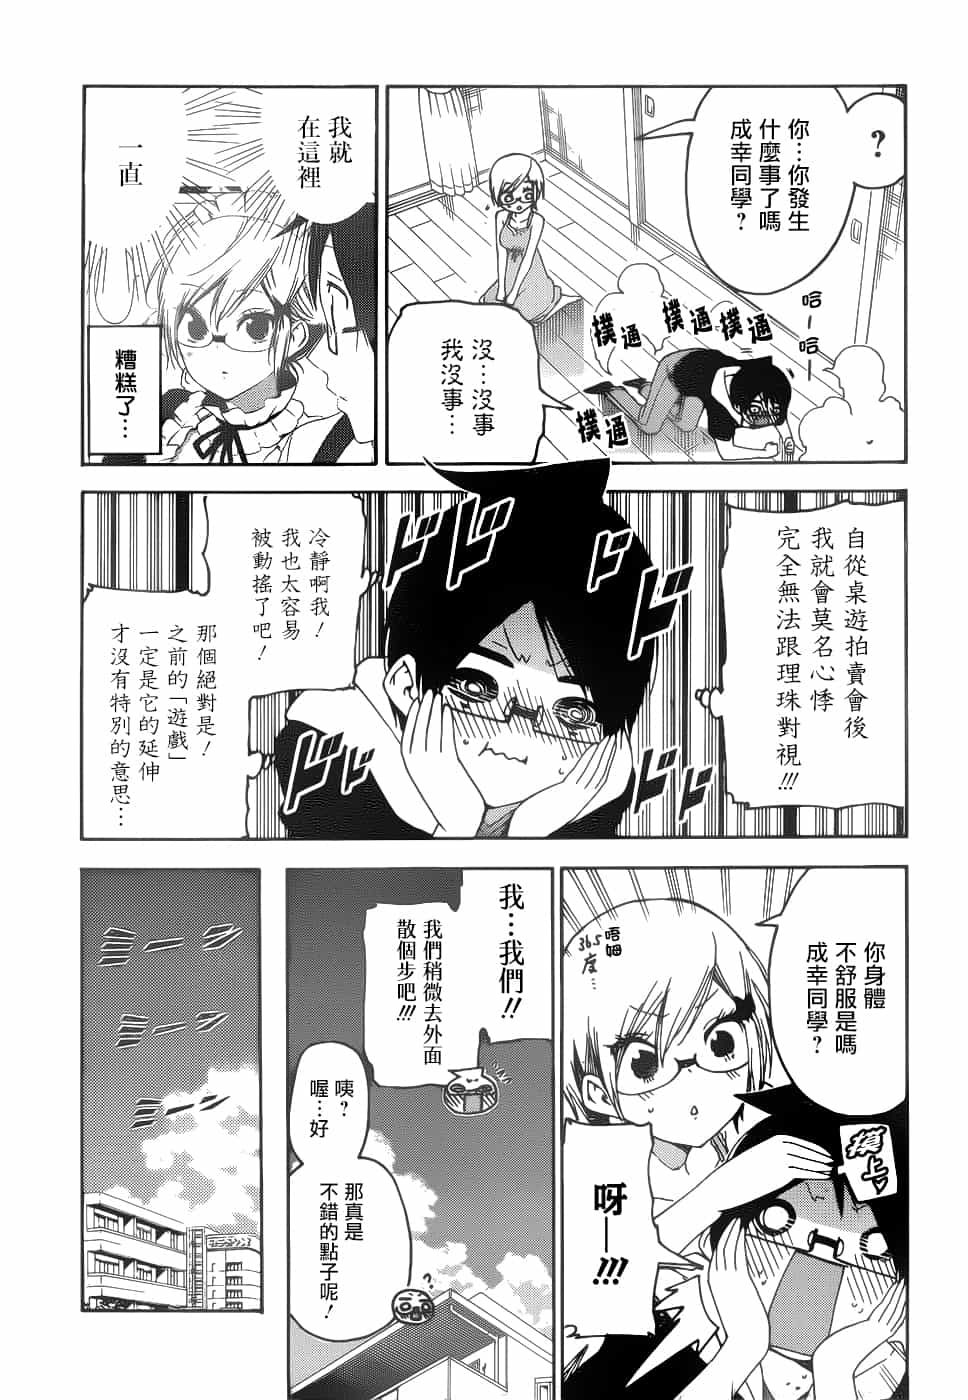 ?
你…你發生
什麼事了嗎
成幸同學?
哈—哈—
撲通
撲通
撲通
撲通
沒…沒事
我沒事…
我就
在這裡
一直
糟糕了…
自從桌遊拍賣會後
我就會莫名心悸
完全無法跟理珠對視!!!
ドドド
ドドド
冷靜啊我!
我也太容易
被動搖了吧!
那個絕對是!
之前的「遊戲」
一定是它的延伸
才沒有特別的意思…
你身體
不舒服是嗎
成幸同學?
唔姆
36.5
度…
摸上
呀—!!!
我…我們!!
我們稍微去外面
散個步吧!!!
咦?
喔…好
那真是
不錯的點子呢!
?
ミーン
ミーン
ミーン